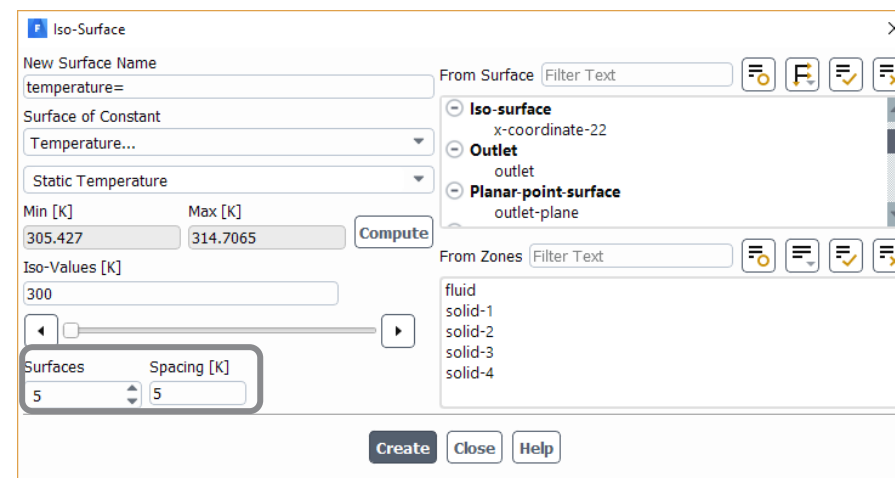 F Iso-Surface
New Surface Name
temperature=
Surface of Constant
Temperature...
Static Temperature
Min [K] Max [K]
305.427 314.7065 Compute
Iso-Values [K]
300
Surfaces Spacing [K]
5 5
From Surface Filter Text
Iso-surface
x-coordinate-22
Outlet
outlet
Planar-point-surface
outlet-plane
From Zones Filter Text
fluid
solid-1
solid-2
solid-3
solid-4
Create Close Help